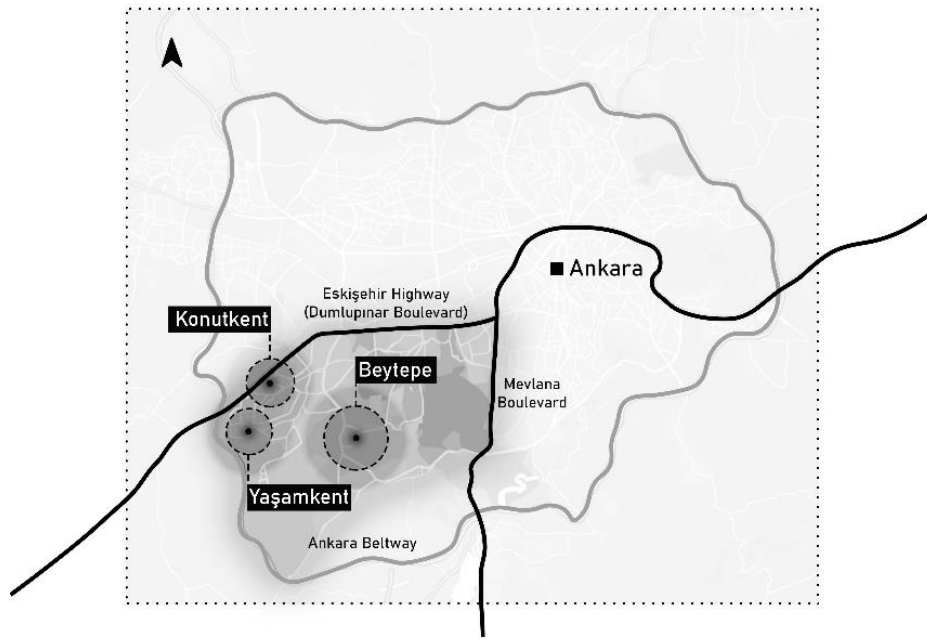 Ankara
Eskişehir Highway
(Dumlupınar Boulevard)
Konutkent
Beytepe
Mevlana
Boulevard
Yaşamkent
Ankara Beltway